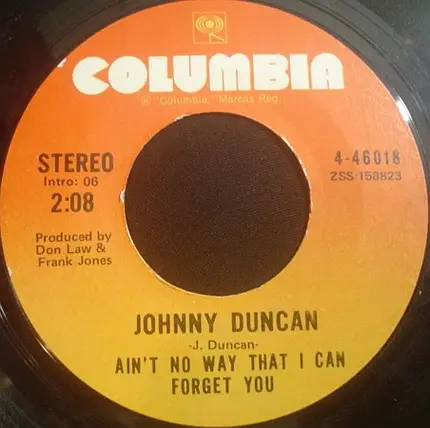 COLUMBIA
® "Columbia," Marcas Reg.
STEREO
Intro: 06
2:08
4-46018
ZSS 158823
Produced by
Don Law &
Frank Jones
JOHNNY DUNCAN
-J. Duncan-
AIN'T NO WAY THAT I CAN
FORGET YOU